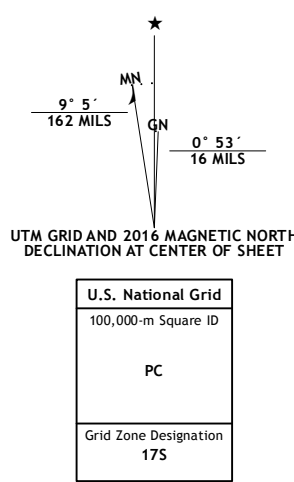 ★
MN
9° 5´
162 MILS
GN
0° 53´
16 MILS
UTM GRID AND 2016 MAGNETIC NORTH
DECLINATION AT CENTER OF SHEET
U.S. National Grid
100,000-m Square ID
PC
Grid Zone Designation
17S